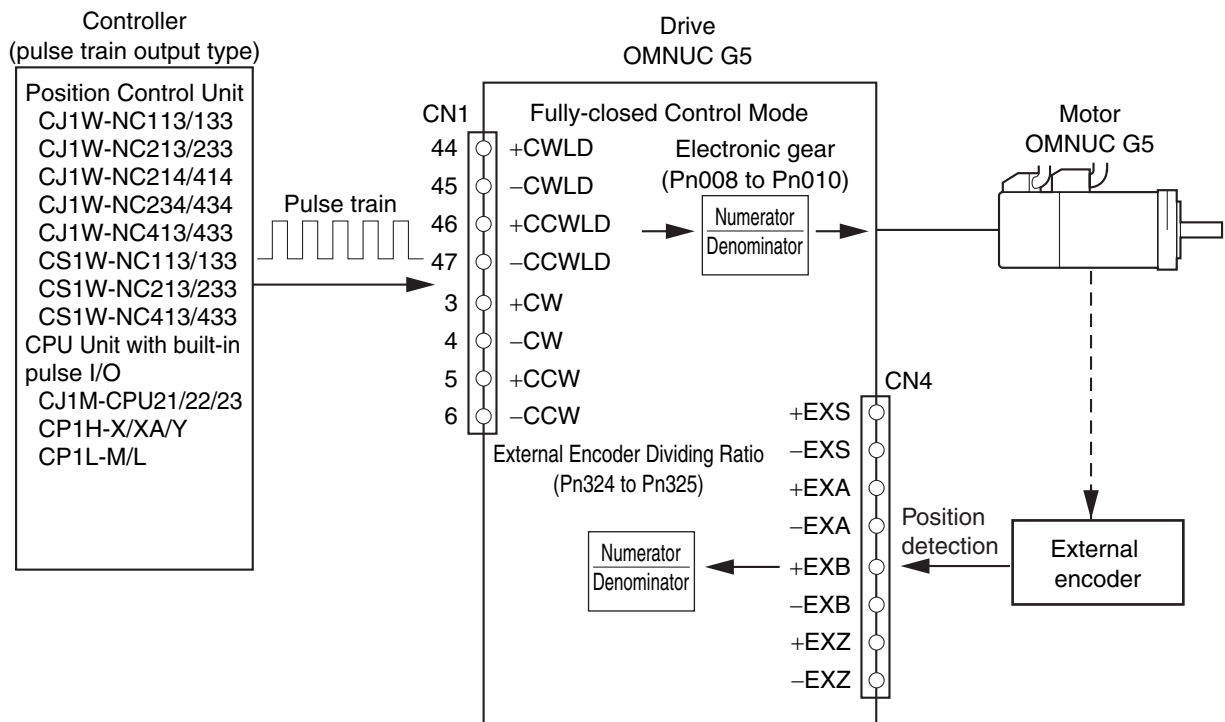 Controller
(pulse train output type)
Position Control Unit
CJ1W-NC113/133
CJ1W-NC213/233
CJ1W-NC214/414
CJ1W-NC234/434
CJ1W-NC413/433
CS1W-NC113/133
CS1W-NC213/233
CS1W-NC413/433
CPU Unit with built-in
pulse I/O
CJ1M-CPU21/22/23
CP1H-X/XA/Y
CP1L-M/L
Pulse train
Drive
OMNUC G5
CN1
Fully-closed Control Mode
44 +CWLD
45 −CWLD
46 +CCWLD
47 −CCWLD
3 +CW
4 −CW
5 +CCW
6 −CCW
Electronic gear
(Pn008 to Pn010)
Numerator
Denominator
External Encoder Dividing Ratio
(Pn324 to Pn325)
Numerator
Denominator
CN4
+EXS
−EXS
+EXA
−EXA
+EXB
−EXB
+EXZ
−EXZ
Motor
OMNUC G5
Position
detection
External
encoder